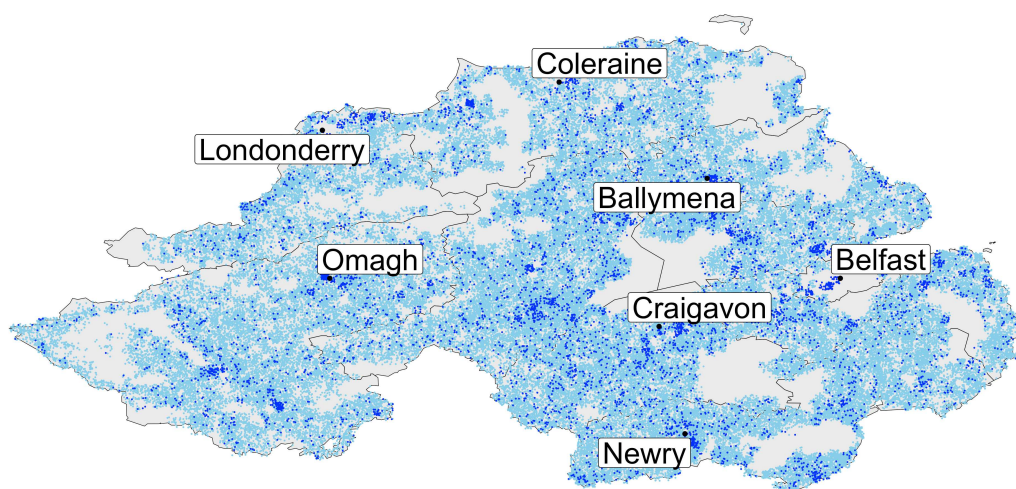 Coleraine
Londonderry
Ballymena
Omagh
Belfast
Craigavon
Newry